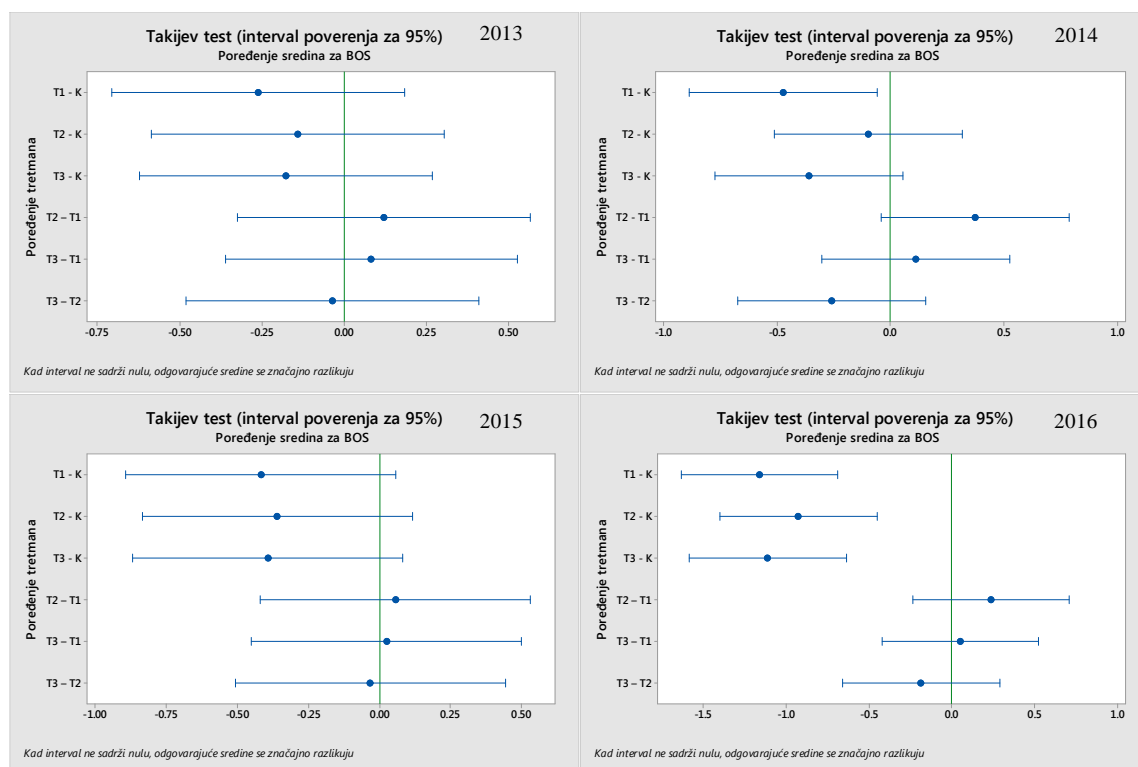 Takijev test (interval poverenja za 95%) 2013
Poređenje sredina za BOS
Poređenje tretmana
T1 - K
T2 - K
T3 - K
T2 – T1
T3 – T1
T3 – T2
-0.75 -0.50 -0.25 0.00 0.25 0.50
Kad interval ne sadrži nulu, odgovarajuće sredine se značajno razlikuju
Takijev test (interval poverenja za 95%) 2014
Poređenje sredina za BOS
Poređenje tretmana
T1 - K
T2 - K
T3 - K
T2 - T1
T3 - T1
T3 - T2
-1.0 -0.5 0.0 0.5 1.0
Kad interval ne sadrži nulu, odgovarajuće sredine se značajno razlikuju
Takijev test (interval poverenja za 95%) 2015
Poređenje sredina za BOS
Poređenje tretmana
T1 - K
T2 - K
T3 - K
T2 – T1
T3 – T1
T3 – T2
-1.00 -0.75 -0.50 -0.25 0.00 0.25 0.50
Kad interval ne sadrži nulu, odgovarajuće sredine se značajno razlikuju
Takijev test (interval poverenja za 95%) 2016
Poređenje sredina za BOS
Poređenje tretmana
T1 - K
T2 - K
T3 - K
T2 – T1
T3 – T1
T3 – T2
-1.5 -1.0 -0.5 0.0 0.5 1.0
Kad interval ne sadrži nulu, odgovarajuće sredine se značajno razlikuju